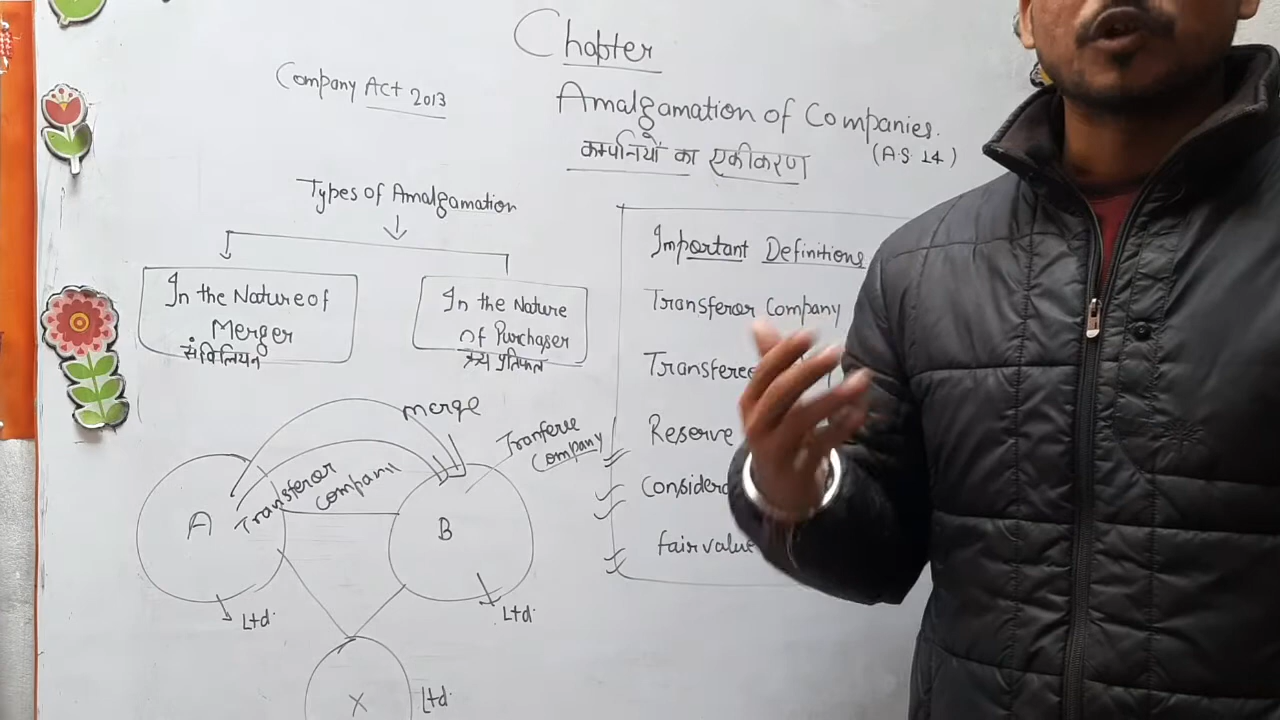 Chapter
Company Act 2013
Amalgamation of Companies.
कम्पनियों का एकीकरण (A.S. 14)
Types of Amalgamation
In the Nature of
Merger
संविलियन
In the Nature
of Purchaser
क्रय प्रतिफल
Important Definitions
Transferor Company
Transferee
Reserve
Fair value
Merge
Tranferee
Company
Transferor
Company
A
B
Ltd.
Ltd.
X
Ltd.